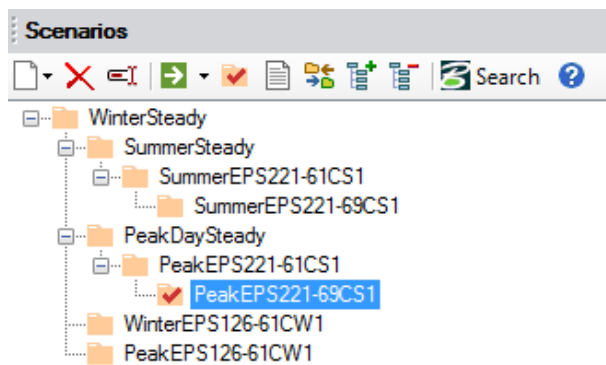 Scenarios
Search
WinterSteady
SummerSteady
SummerEPS221-61CS1
SummerEPS221-69CS1
PeakDaySteady
PeakEPS221-61CS1
PeakEPS221-69CS1
WinterEPS126-61CW1
PeakEPS126-61CW1